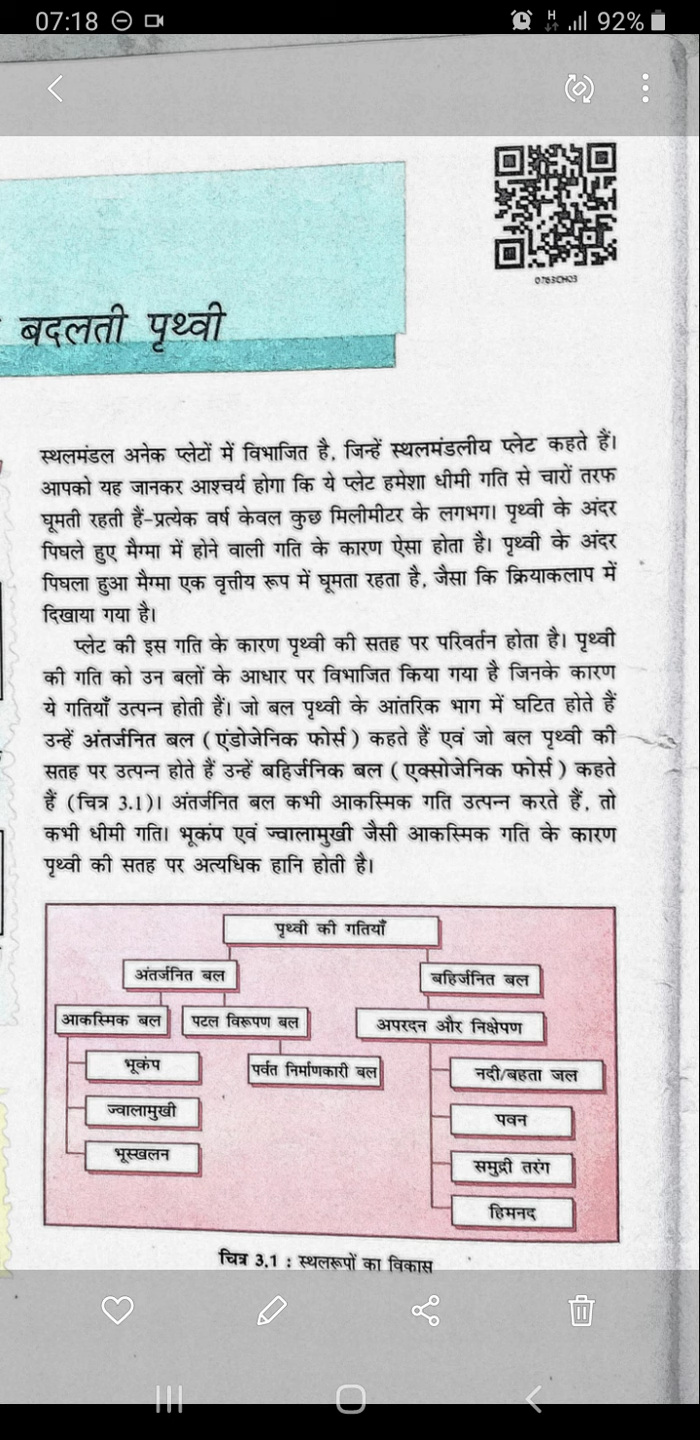 07:18
H
92%
0763CH03
बदलती पृथ्वी
स्थलमंडल अनेक प्लेटों में विभाजित है, जिन्हें स्थलमंडलीय प्लेट कहते हैं।
आपको यह जानकर आश्चर्य होगा कि ये प्लेट हमेशा धीमी गति से चारों तरफ
घूमती रहती हैं-प्रत्येक वर्ष केवल कुछ मिलीमीटर के लगभग। पृथ्वी के अंदर
पिघले हुए मैग्मा में होने वाली गति के कारण ऐसा होता है। पृथ्वी के अंदर
पिघला हुआ मैग्मा एक वृत्तीय रूप में घूमता रहता है, जैसा कि क्रियाकलाप में
दिखाया गया है।
प्लेट की इस गति के कारण पृथ्वी की सतह पर परिवर्तन होता है। पृथ्वी
की गति को उन बलों के आधार पर विभाजित किया गया है जिनके कारण
ये गतियाँ उत्पन्न होती हैं। जो बल पृथ्वी के आंतरिक भाग में घटित होते हैं
उन्हें अंतर्जनित बल (एंडोजेनिक फोर्स) कहते हैं एवं जो बल पृथ्वी की
सतह पर उत्पन्न होते हैं उन्हें बहिर्जनिक बल (एक्सोजेनिक फोर्स) कहते
हैं (चित्र 3.1)। अंतर्जनित बल कभी आकस्मिक गति उत्पन्न करते हैं, तो
कभी धीमी गति। भूकंप एवं ज्वालामुखी जैसी आकस्मिक गति के कारण
पृथ्वी की सतह पर अत्यधिक हानि होती है।
पृथ्वी की गतियाँ
अंतर्जनित बल
बहिर्जनित बल
आकस्मिक बल
पटल विरूपण बल
अपरदन और निक्षेपण
भूकंप
पर्वत निर्माणकारी बल
नदी/बहता जल
ज्वालामुखी
पवन
भूस्खलन
समुद्री तरंग
हिमनद
चित्र 3.1 : स्थलरूपों का विकास